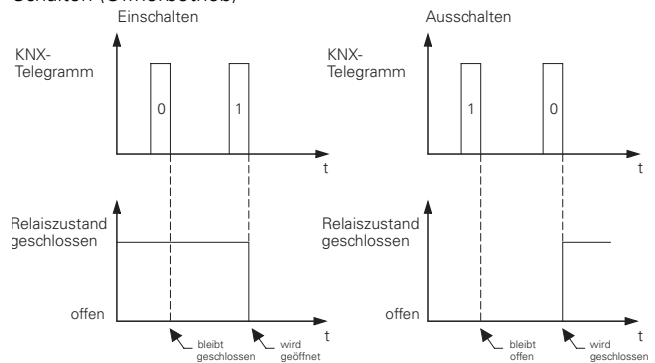 Schalten (Öffnerbetrieb)
Einschalten
KNX-
Telegramm
0
1
t
Relaiszustand
geschlossen
offen
t
bleibt
geschlossen
wird
geöffnet
Ausschalten
KNX-
Telegramm
1
0
t
Relaiszustand
geschlossen
offen
t
bleibt
offen
wird
geschlossen